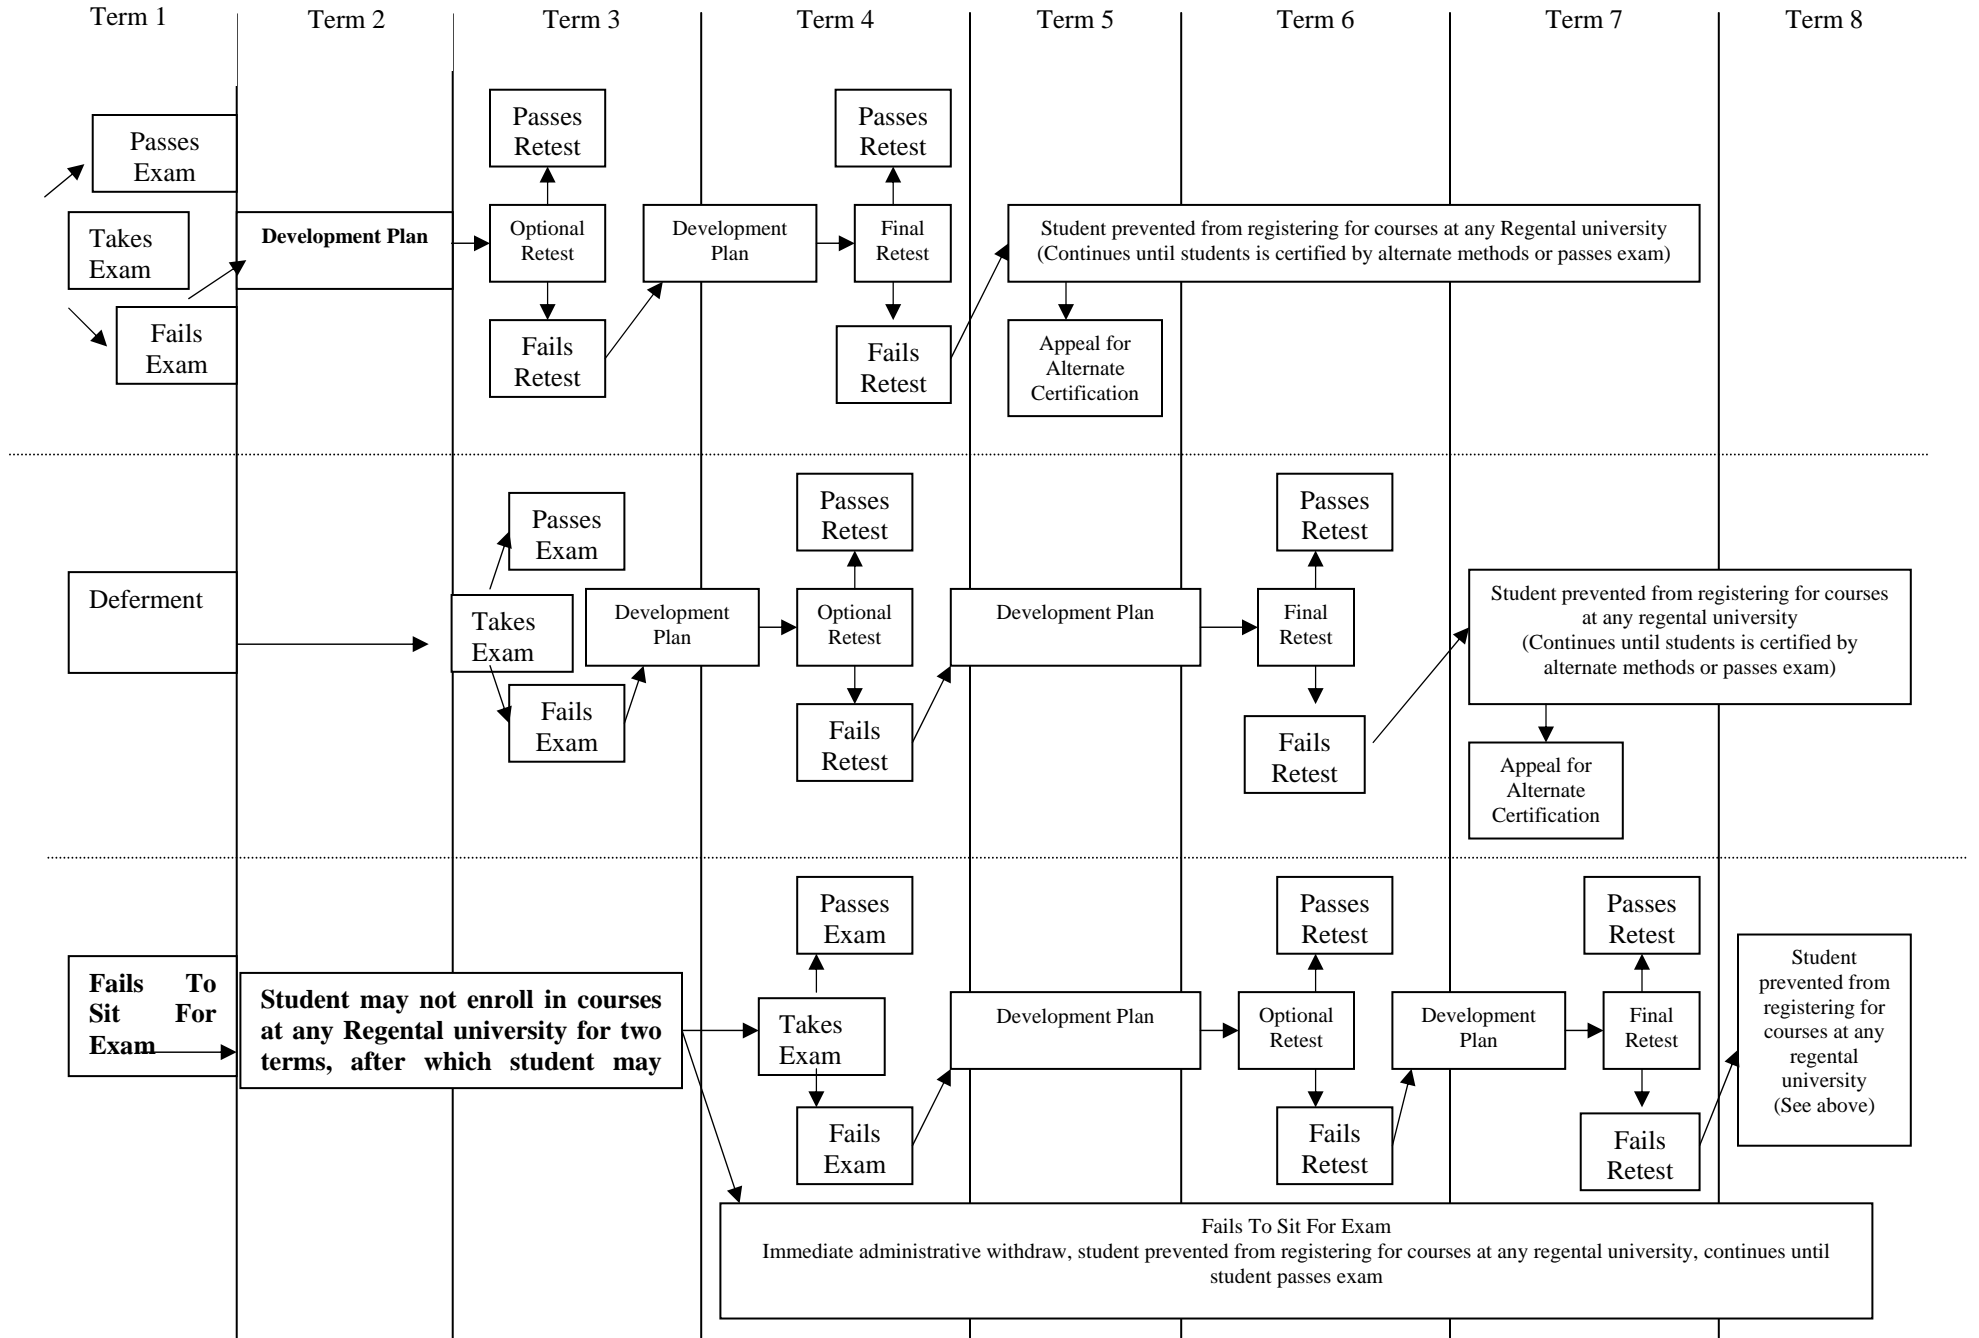 Term 1
Term 2
Term 3
Term 4
Term 5
Term 6
Term 7
Term 8
Passes
Exam
Takes
Exam
Fails
Exam
Development Plan
Passes
Retest
Optional
Retest
Fails
Retest
Development
Plan
Passes
Retest
Final
Retest
Fails
Retest
Student prevented from registering for courses at any Regental university
(Continues until students is certified by alternate methods or passes exam)
Appeal for
Alternate
Certification
Deferment
Passes
Exam
Takes
Exam
Fails
Exam
Development
Plan
Passes
Retest
Optional
Retest
Fails
Retest
Development Plan
Passes
Retest
Final
Retest
Fails
Retest
Student prevented from registering for courses
at any regental university
(Continues until students is certified by
alternate methods or passes exam)
Appeal for
Alternate
Certification
Fails To
Sit For
Exam
Student may not enroll in courses
at any Regental university for two
terms, after which student may
Passes
Exam
Takes
Exam
Fails
Exam
Development Plan
Passes
Retest
Optional
Retest
Fails
Retest
Development
Plan
Passes
Retest
Final
Retest
Fails
Retest
Student
prevented from
registering for
courses at any
regental
university
(See above)
Fails To Sit For Exam
Immediate administrative withdraw, student prevented from registering for courses at any regental university, continues until
student passes exam